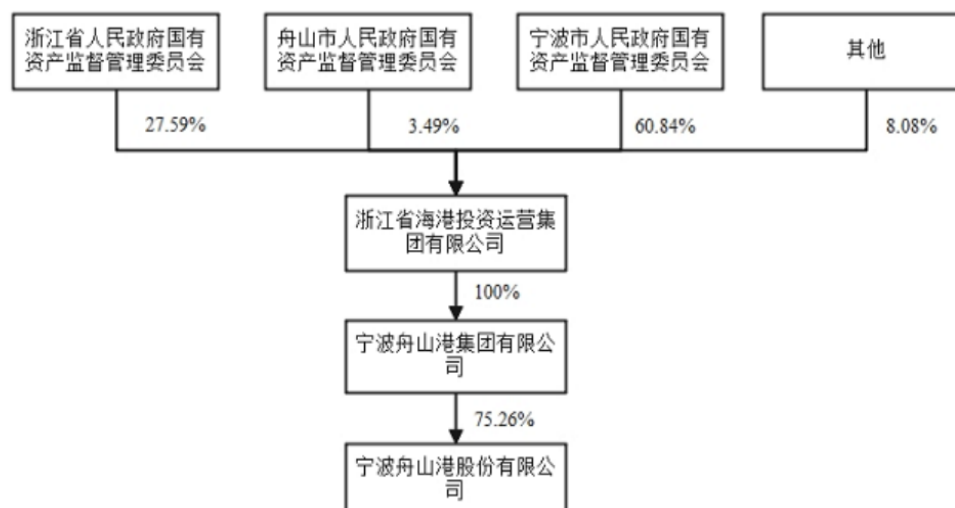 浙江省人民政府国有
资产监督管理委员会
舟山市人民政府国有
资产监督管理委员会
宁波市人民政府国有
资产监督管理委员会
其他
27.59%
3.49%
60.84%
8.08%
浙江省海港投资运营集
团有限公司
100%
宁波舟山港集团有限公
司
75.26%
宁波舟山港股份有限公
司